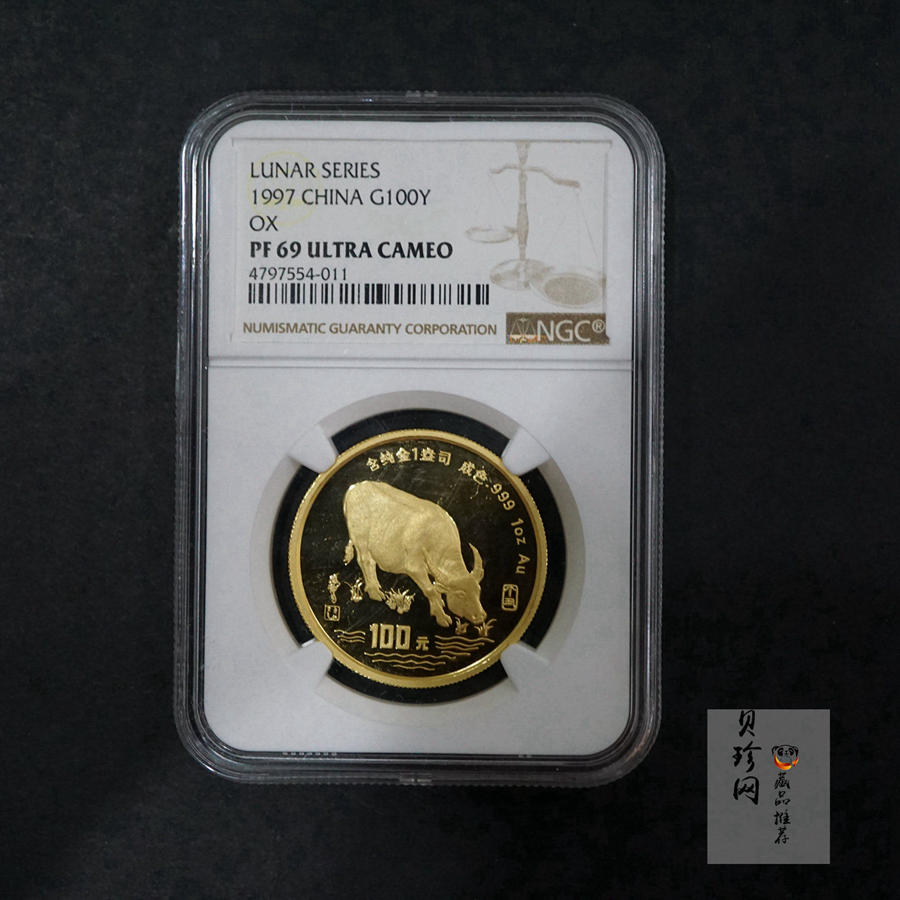 LUNAR SERIES
1997 CHINA G100Y
OX
PF 69 ULTRA CAMEO
4797554-011
NUMISMATIC GUARANTY CORPORATION
NGC®
含纯金1盎司 成色.999 1oz Au
100元
贝珍网
藏品推荐